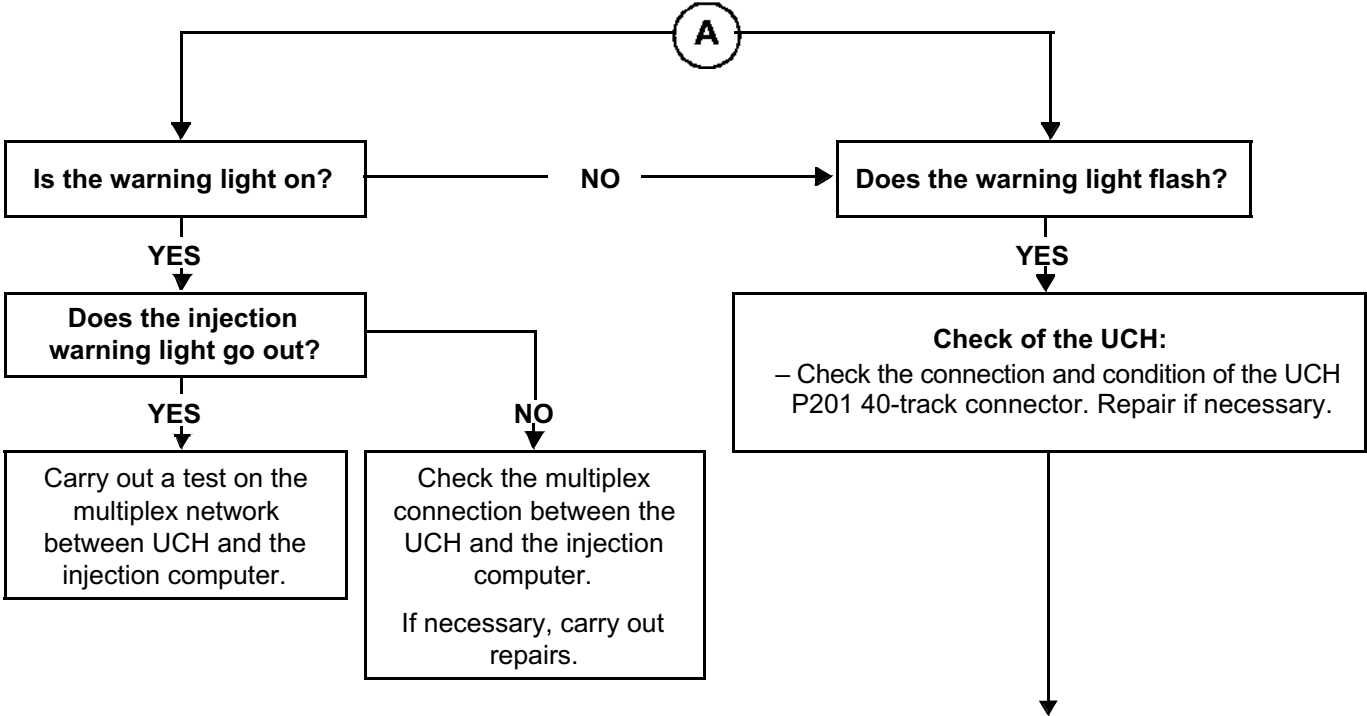 A
Is the warning light on?
NO
Does the warning light flash?
YES
YES
Does the injection
warning light go out?
Check of the UCH:
– Check the connection and condition of the UCH
P201 40-track connector. Repair if necessary.
YES
NO
Carry out a test on the
multiplex network
between UCH and the
injection computer.
Check the multiplex
connection between the
UCH and the injection
computer.
If necessary, carry out
repairs.